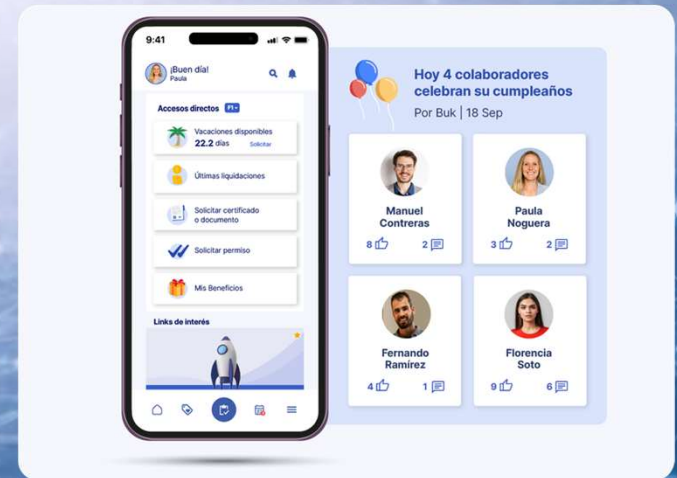 9:41
¡Buen día!
Paula
Accesos directos
Vacaciones disponibles
22.2 días Solicitar
Últimas liquidaciones
Solicitar certificado
o documento
Solicitar permiso
Mis Beneficios
Links de interés
Hoy 4 colaboradores
celebran su cumpleaños
Por Buk | 18 Sep
Manuel
Contreras
8 2
Paula
Noguera
3 2
Fernando
Ramírez
4 1
Florencia
Soto
9 6